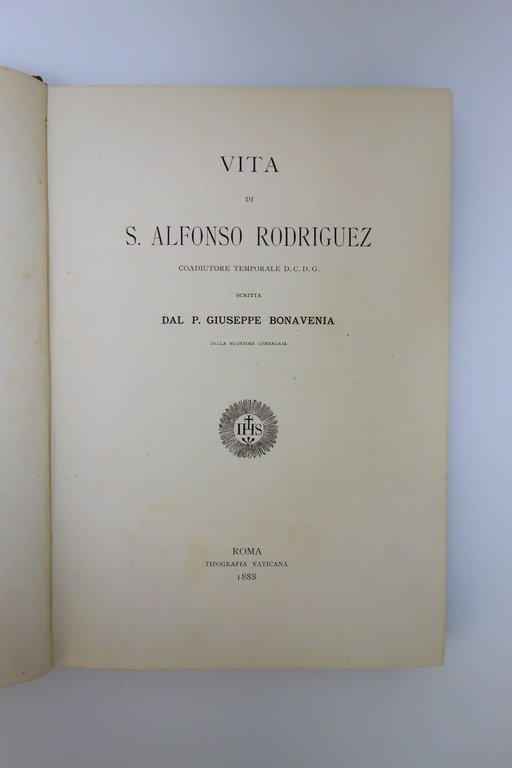 VITA
DI
S. ALFONSO RODRIGUEZ
COADIUTORE TEMPORALE D. C. D. G.
SCRITTA
DAL P. GIUSEPPE BONAVENIA
DELLA MEDESIMA COMPAGNIA
IHS
ROMA
TIPOGRAFIA VATICANA
1888